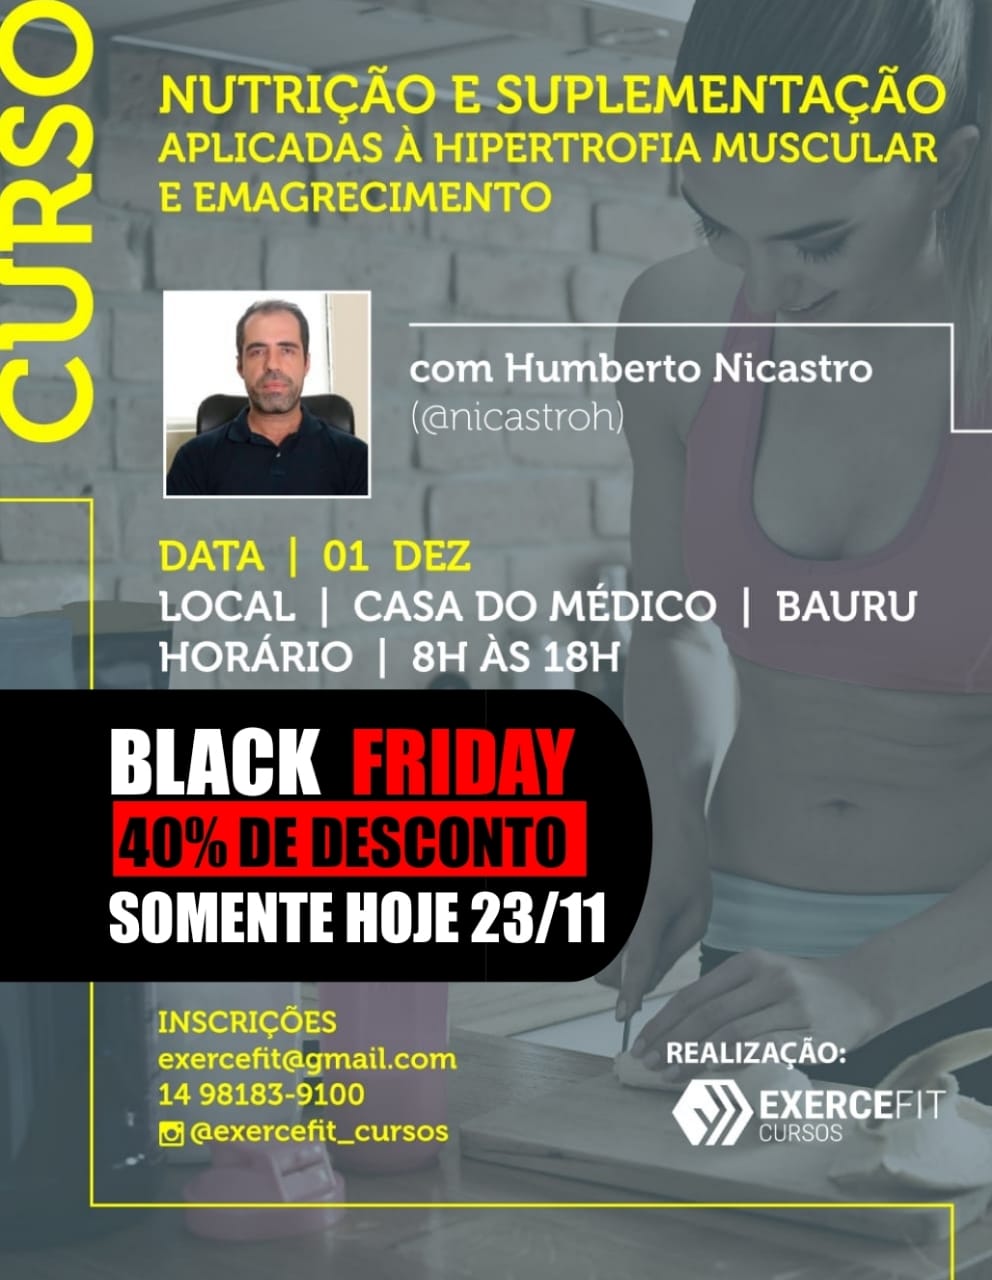 CURSO
NUTRIÇÃO E SUPLEMENTAÇÃO
APLICADAS À HIPERTROFIA MUSCULAR
E EMAGRECIMENTO
com Humberto Nicastro
(@nicastroh)
DATA | 01 DEZ
LOCAL | CASA DO MÉDICO | BAURU
HORÁRIO | 8H ÀS 18H
BLACK FRIDAY
40% DE DESCONTO
SOMENTE HOJE 23/11
INSCRIÇÕES
exercefit@gmail.com
14 98183-9100
@exercefit_cursos
REALIZAÇÃO:
EXERCEFIT
CURSOS